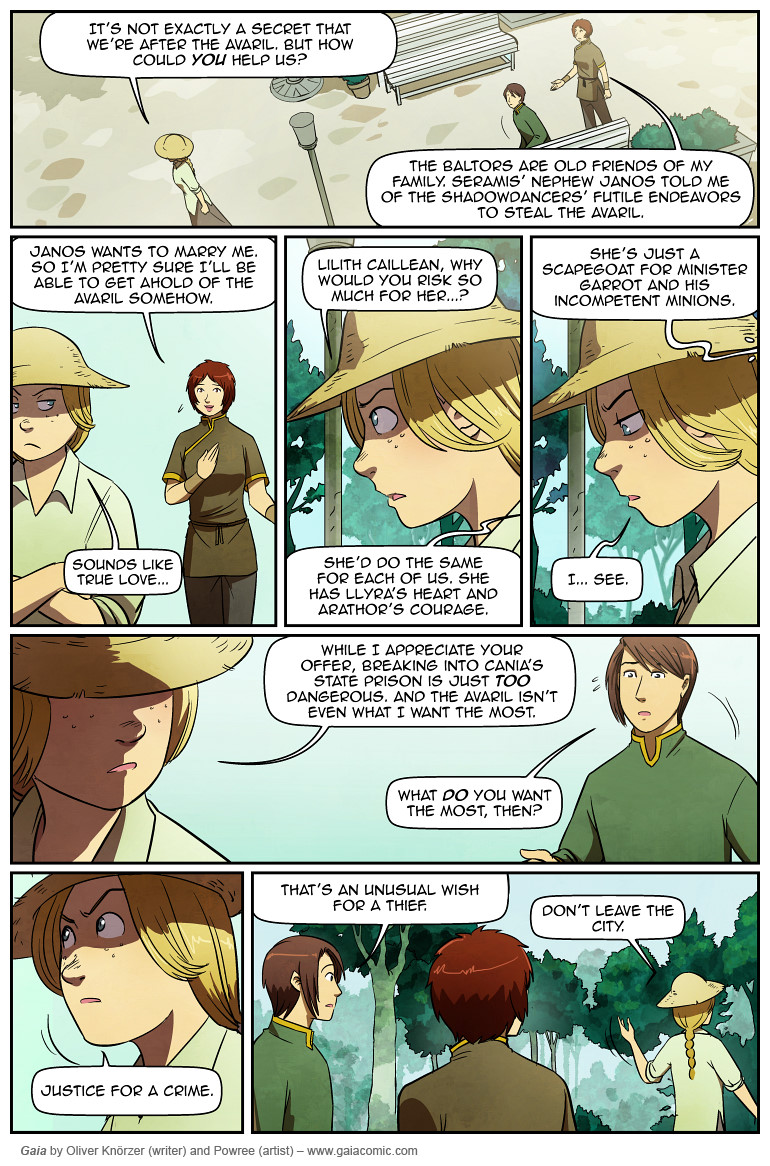 IT'S NOT EXACTLY A SECRET THAT
WE'RE AFTER THE AVARIL. BUT HOW
COULD YOU HELP US?
THE BALTORS ARE OLD FRIENDS OF MY
FAMILY. SERAMIS' NEPHEW JANOS TOLD ME
OF THE SHADOWDANCERS' FUTILE ENDEAVORS
TO STEAL THE AVARIL.
JANOS WANTS TO MARRY ME.
SO I'M PRETTY SURE I'LL BE
ABLE TO GET AHOLD OF THE
AVARIL SOMEHOW.
SOUNDS LIKE
TRUE LOVE...
LILITH CAILLEAN, WHY
WOULD YOU RISK SO
MUCH FOR HER...?
SHE'D DO THE SAME
FOR EACH OF US. SHE
HAS LLYRA'S HEART AND
ARATHOR'S COURAGE.
SHE'S JUST A
SCAPEGOAT FOR MINISTER
GARROT AND HIS
INCOMPETENT MINIONS.
I... SEE.
WHILE I APPRECIATE YOUR
OFFER, BREAKING INTO CANIA'S
STATE PRISON IS JUST TOO
DANGEROUS. AND THE AVARIL ISN'T
EVEN WHAT I WANT THE MOST.
WHAT DO YOU WANT
THE MOST, THEN?
JUSTICE FOR A CRIME.
THAT'S AN UNUSUAL WISH
FOR A THIEF.
DON'T LEAVE THE
CITY.
Gaia by Oliver Knörzer (writer) and Powree (artist) – www.gaiacomic.com